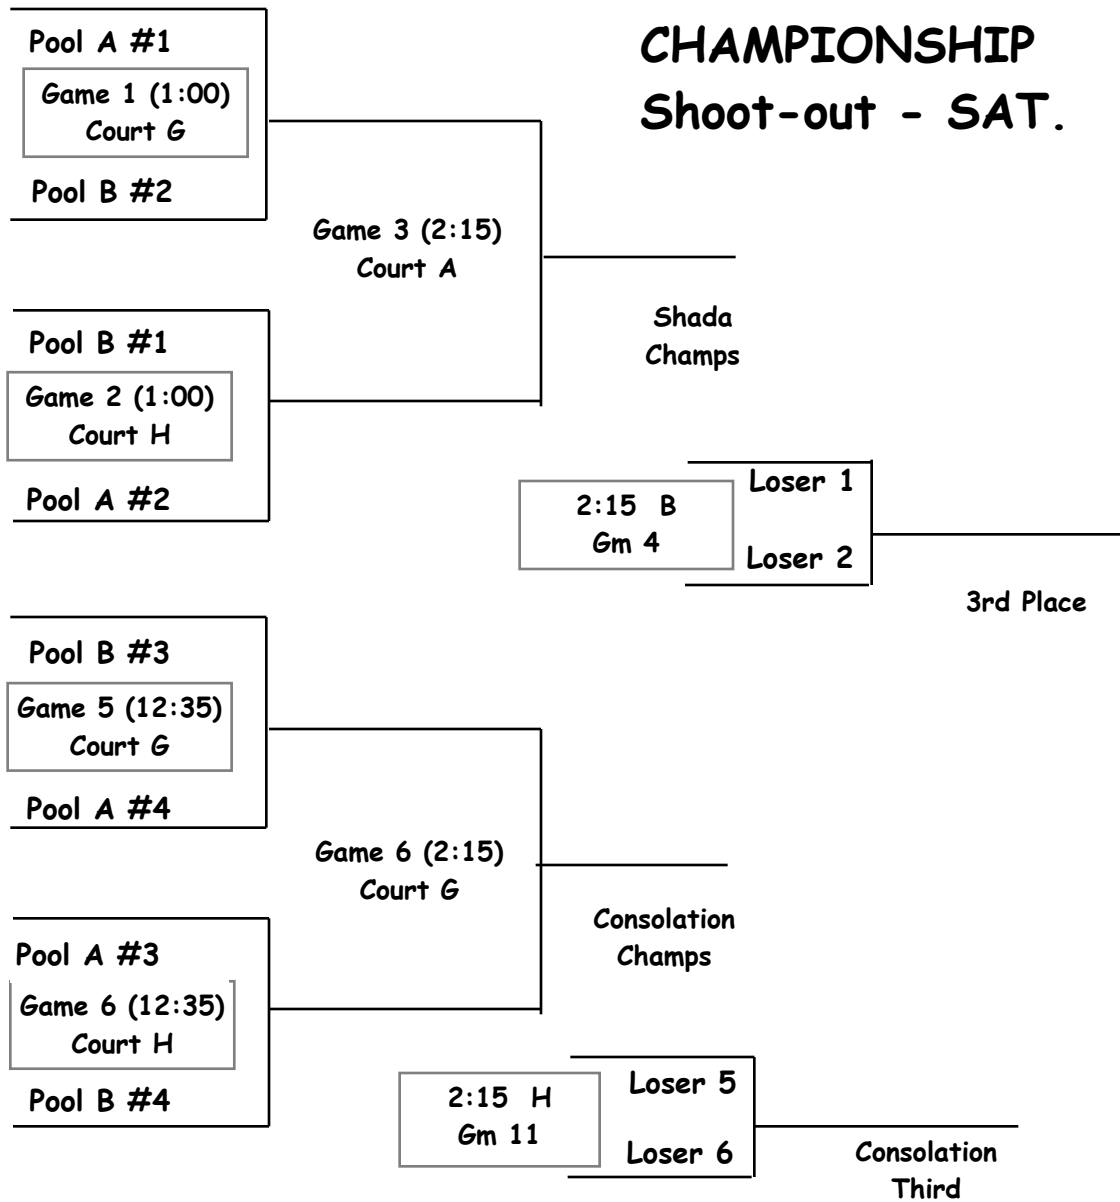 CHAMPIONSHIP
Shoot-out - SAT.
Pool A #1
Game 1 (1:00)
Court G
Pool B #2
Game 3 (2:15)
Court A
Shada
Champs
Pool B #1
Game 2 (1:00)
Court H
Pool A #2
2:15 B
Gm 4
Loser 1
Loser 2
3rd Place
Pool B #3
Game 5 (12:35)
Court G
Pool A #4
Game 6 (2:15)
Court G
Consolation
Champs
Pool A #3
Game 6 (12:35)
Court H
Pool B #4
2:15 H
Gm 11
Loser 5
Loser 6
Consolation
Third